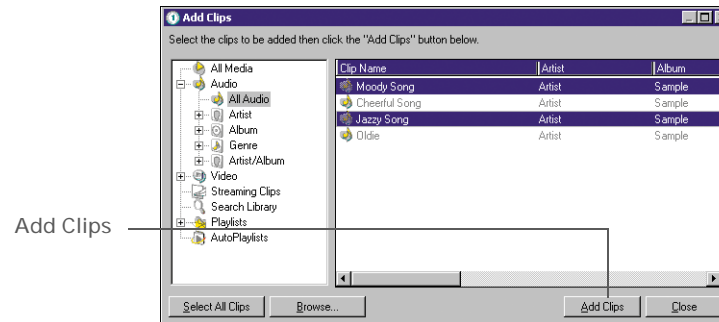 Add Clips
Select the clips to be added then click the "Add Clips" button below.
All Media
Audio
All Audio
Artist
Album
Genre
Artist/Album
Video
Streaming Clips
Search Library
Playlists
AutoPlaylists
Clip Name Artist Album
Moody Song Artist Sample
Cheerful Song Artist Sample
Jazzy Song Artist Sample
Oldie Artist Sample
Add Clips
Select All Clips Browse... Add Clips Close